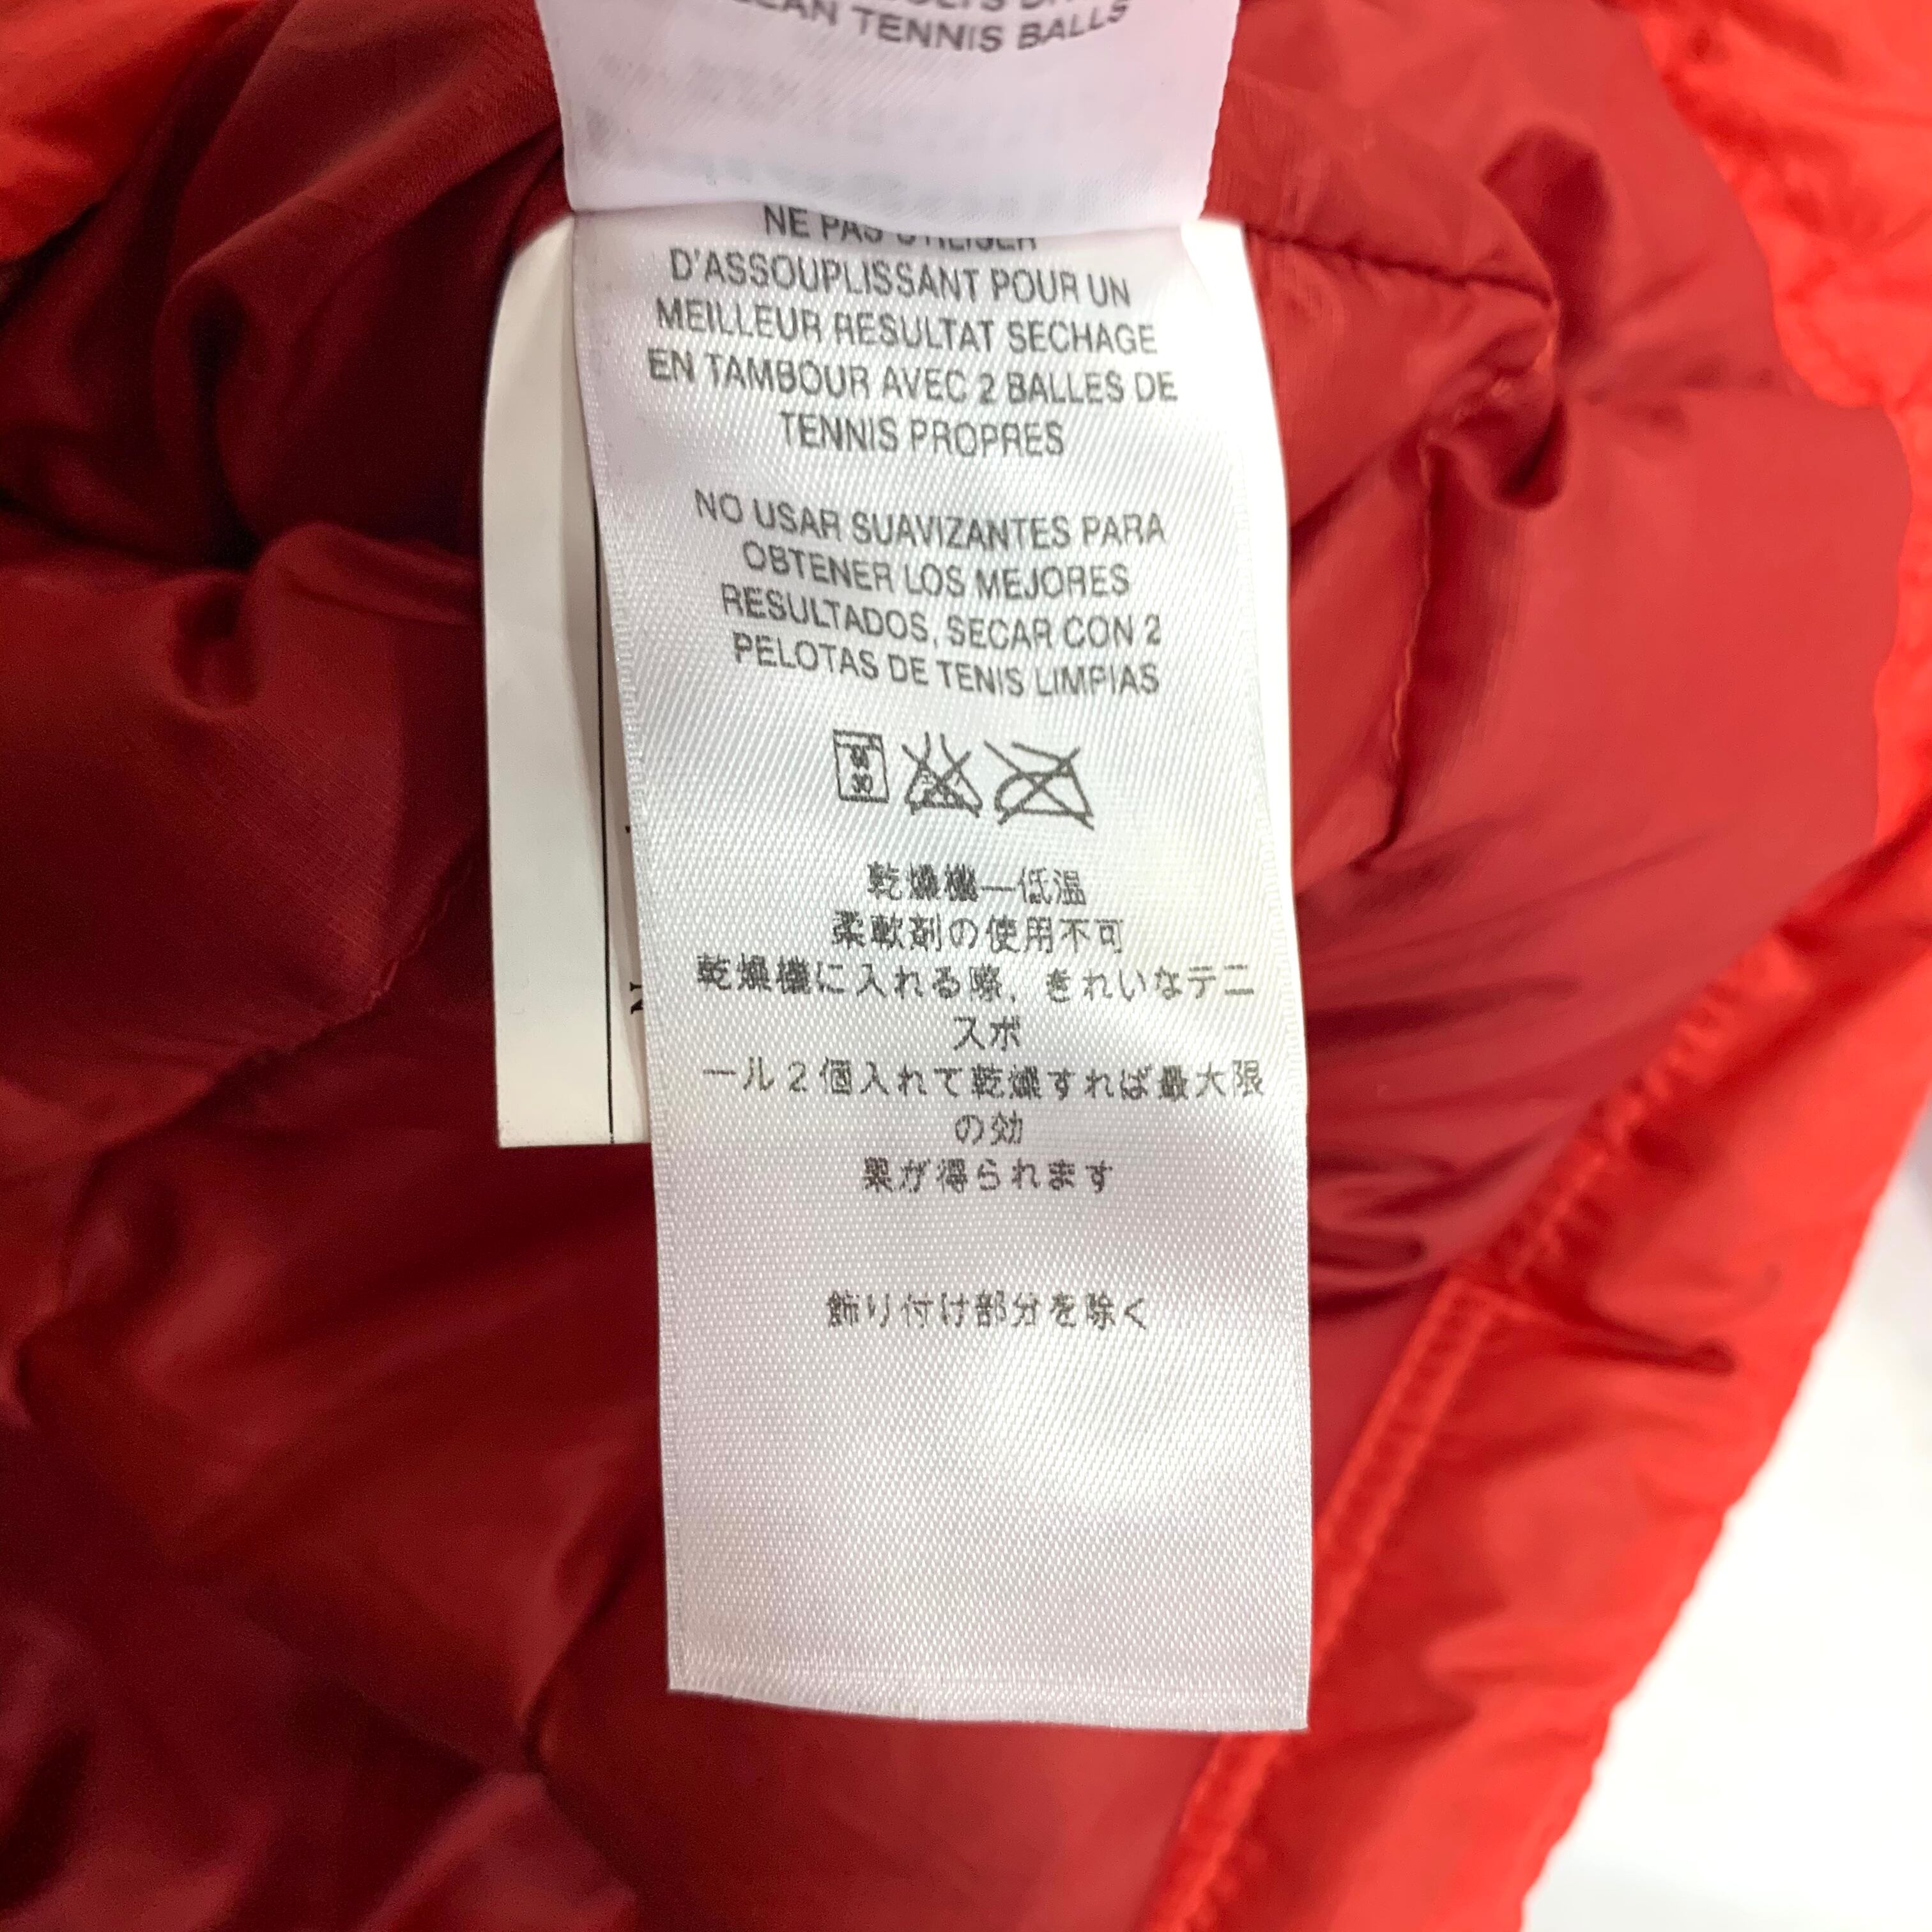 TENNIS BALLS
NE PAS UTILISER
D'ASSOUPLISSANT POUR UN
MEILLEUR RESULTAT SECHAGE
EN TAMBOUR AVEC 2 BALLES DE
TENNIS PROPRES
NO USAR SUAVIZANTES PARA
OBTENER LOS MEJORES
RESULTADOS, SECAR CON 2
PELOTAS DE TENIS LIMPIAS
30
乾燥機—低温
柔軟剤の使用不可
乾燥機に入れる際，きれいなテニ
スボ
ール2個入れて乾燥すれば最大限
の効
果が得られます
飾り付け部分を除く